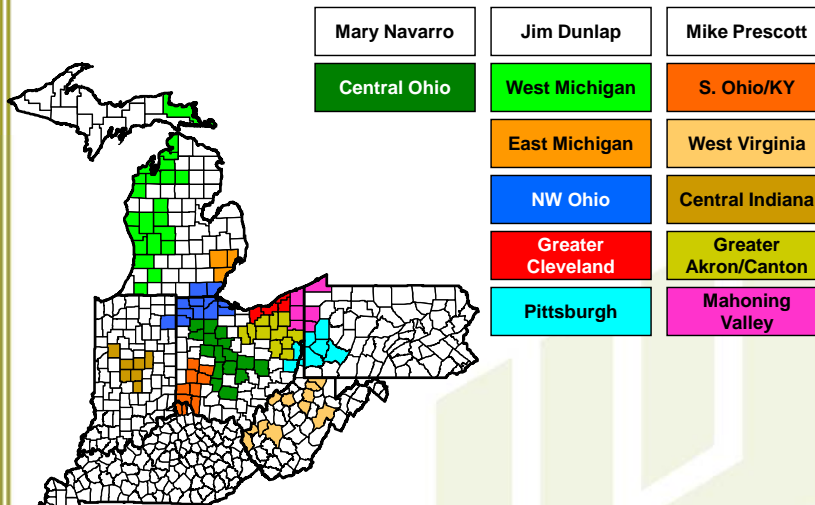 Mary Navarro
Jim Dunlap
Mike Prescott
Central Ohio
West Michigan
S. Ohio/KY
East Michigan
West Virginia
NW Ohio
Central Indiana
Greater
Cleveland
Greater
Akron/Canton
Pittsburgh
Mahoning
Valley